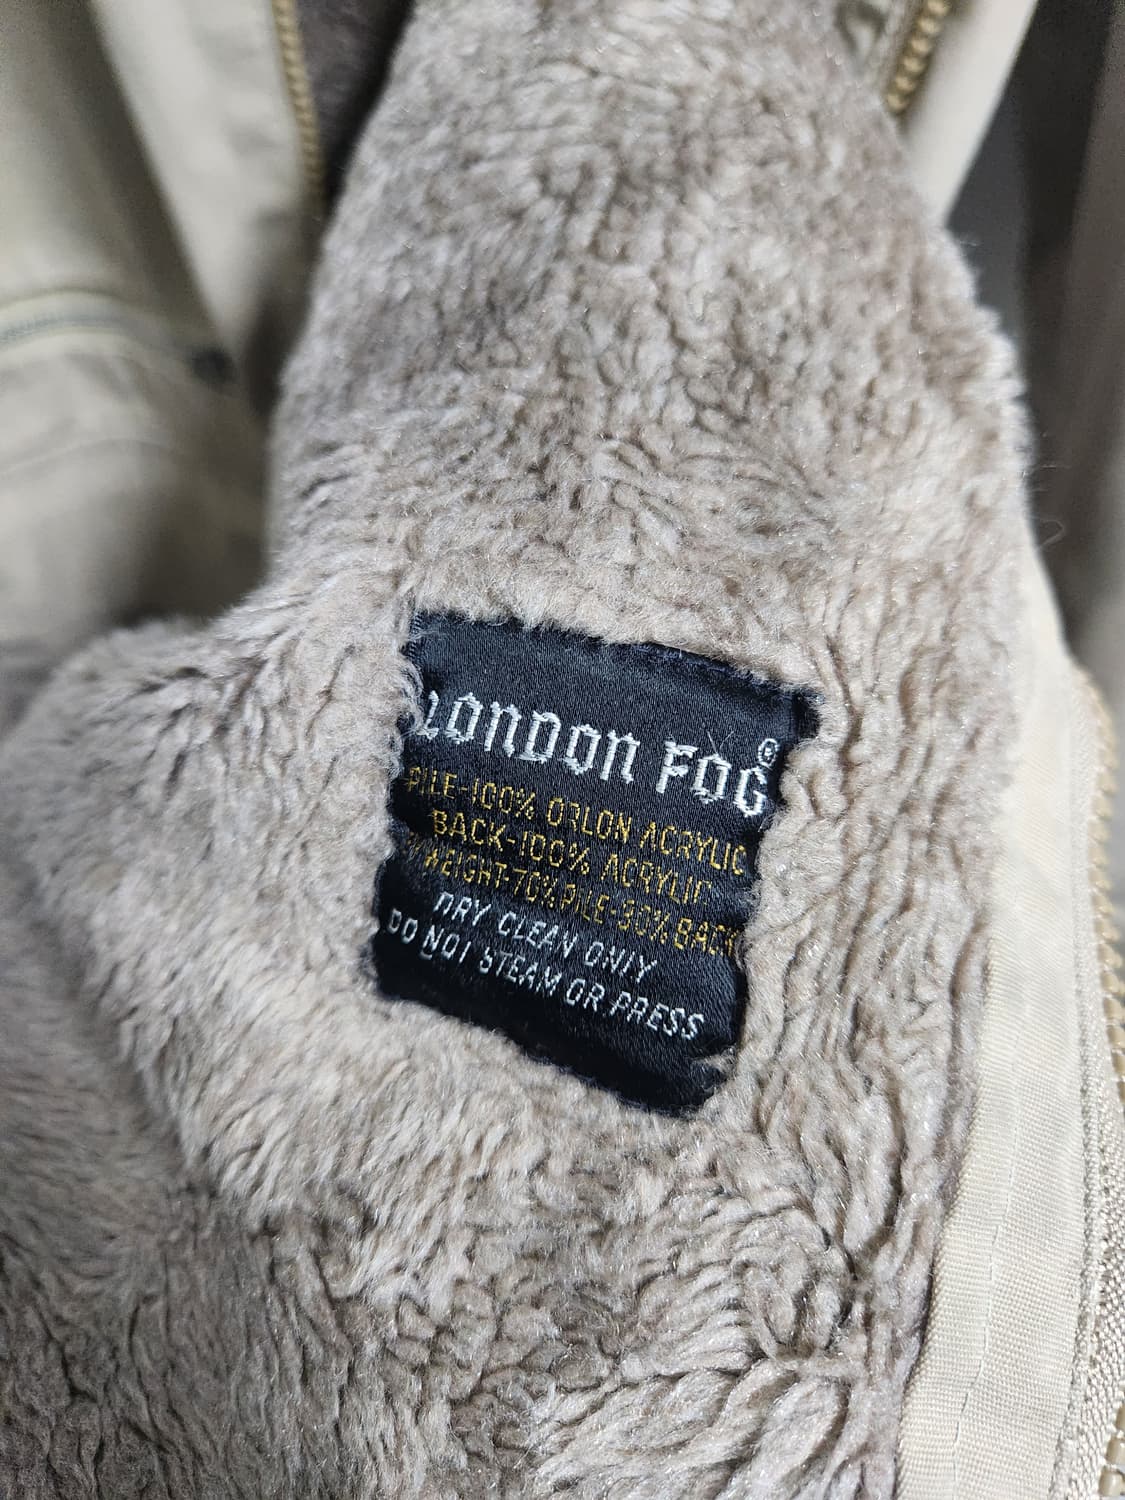 LONDON FOG®
PILE-100% ORLON ACRYLIC
BACK-100% ACRYLIC
WEIGHT-70% PILE-30% BACK
DRY CLEAN ONLY
DO NOT STEAM OR PRESS